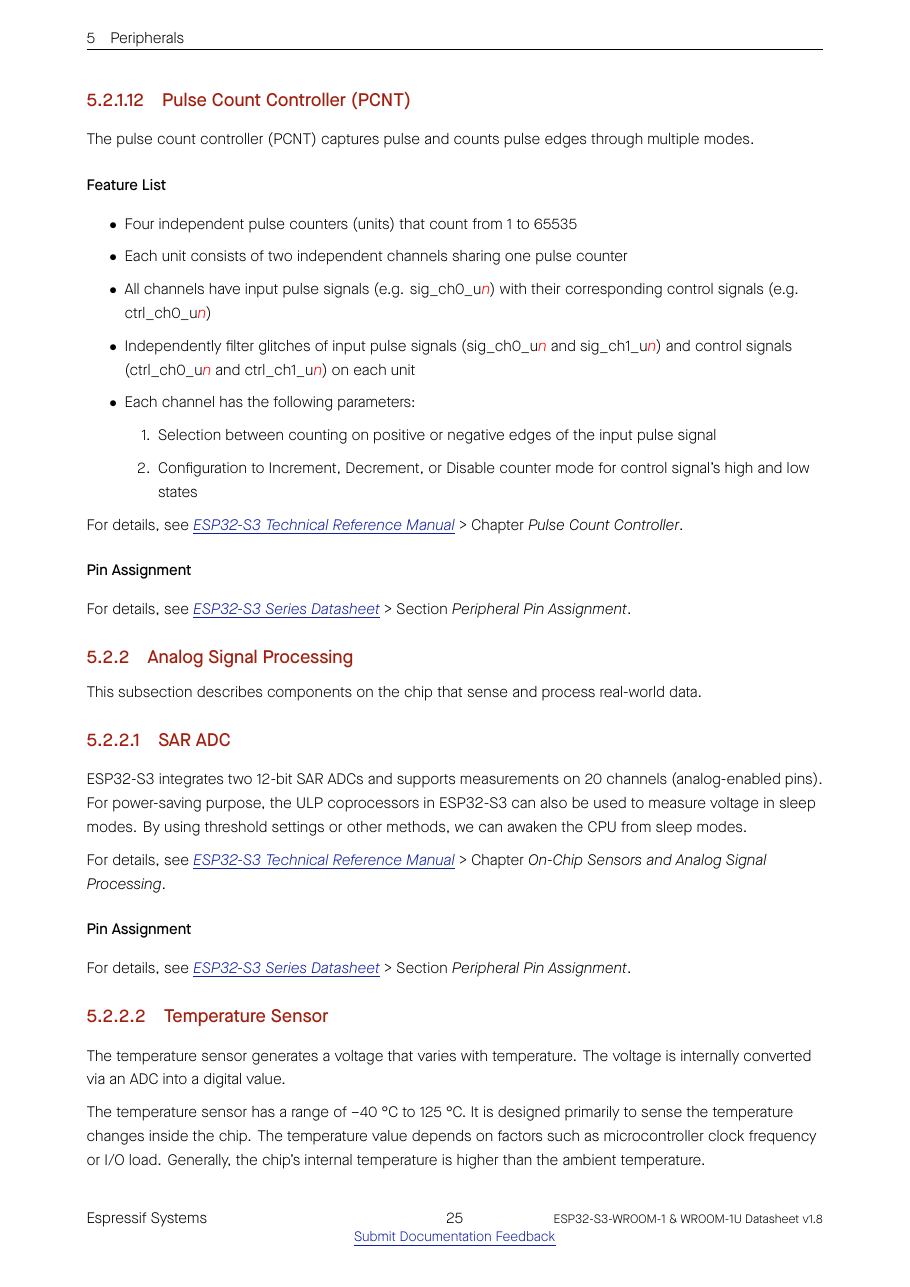 5 Peripherals
5.2.1.12 Pulse Count Controller (PCNT)
The pulse count controller (PCNT) captures pulse and counts pulse edges through multiple modes.
Feature List
• Four independent pulse counters (units) that count from 1 to 65535
• Each unit consists of two independent channels sharing one pulse counter
• All channels have input pulse signals (e.g. sig_ch0_un) with their corresponding control signals (e.g.
ctrl_ch0_un)
• Independently filter glitches of input pulse signals (sig_ch0_un and sig_ch1_un) and control signals
(ctrl_ch0_un and ctrl_ch1_un) on each unit
• Each channel has the following parameters:
1. Selection between counting on positive or negative edges of the input pulse signal
2. Configuration to Increment, Decrement, or Disable counter mode for control signal's high and low
states
For details, see ESP32-S3 Technical Reference Manual > Chapter Pulse Count Controller.
Pin Assignment
For details, see ESP32-S3 Series Datasheet > Section Peripheral Pin Assignment.
5.2.2 Analog Signal Processing
This subsection describes components on the chip that sense and process real-world data.
5.2.2.1 SAR ADC
ESP32-S3 integrates two 12-bit SAR ADCs and supports measurements on 20 channels (analog-enabled pins).
For power-saving purpose, the ULP coprocessors in ESP32-S3 can also be used to measure voltage in sleep
modes. By using threshold settings or other methods, we can awaken the CPU from sleep modes.
For details, see ESP32-S3 Technical Reference Manual > Chapter On-Chip Sensors and Analog Signal
Processing.
Pin Assignment
For details, see ESP32-S3 Series Datasheet > Section Peripheral Pin Assignment.
5.2.2.2 Temperature Sensor
The temperature sensor generates a voltage that varies with temperature. The voltage is internally converted
via an ADC into a digital value.
The temperature sensor has a range of –40 °C to 125 °C. It is designed primarily to sense the temperature
changes inside the chip. The temperature value depends on factors such as microcontroller clock frequency
or I/O load. Generally, the chip's internal temperature is higher than the ambient temperature.
Espressif Systems 25 ESP32-S3-WROOM-1 & WROOM-1U Datasheet v1.8
Submit Documentation Feedback